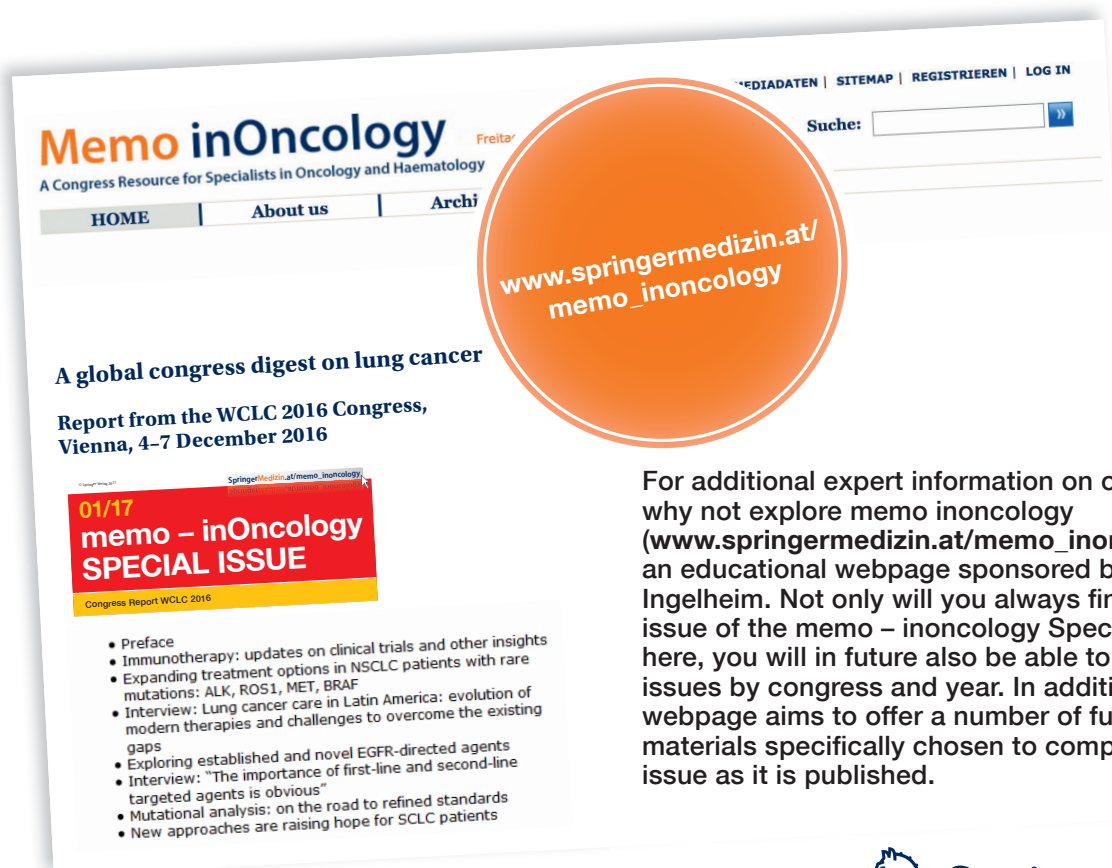 MEDIADATEN | SITEMAP | REGISTRIEREN | LOG IN
Memo inOncology
Suche:
A Congress Resource for Specialists in Oncology and Haematology
HOME | About us |
www.springermedizin.at/
memo_inoncology
A global congress digest on lung cancer
Report from the WCLC 2016 Congress,
Vienna, 4–7 December 2016
SpringerMedizin.at/memo_inoncology
01/17
memo – inOncology
SPECIAL ISSUE
Congress Report WCLC 2016
• Preface
• Immunotherapy: updates on clinical trials and other insights
• Expanding treatment options in NSCLC patients with rare
mutations: ALK, ROS1, MET, BRAF
• Interview: Lung cancer care in Latin America: evolution of
modern therapies and challenges to overcome the existing
gaps
• Exploring established and novel EGFR-directed agents
• Interview: "The importance of first-line and second-line
targeted agents is obvious"
• Mutational analysis: on the road to refined standards
• New approaches are raising hope for SCLC patients
For additional expert information on
why not explore memo inoncology
(www.springermedizin.at/memo_ino
an educational webpage sponsored
Ingelheim. Not only will you always
issue of the memo – inoncology
here, you will in future also be able to
issues by congress and year. In
webpage aims to offer a number of
materials specifically chosen to
issue as it is published.